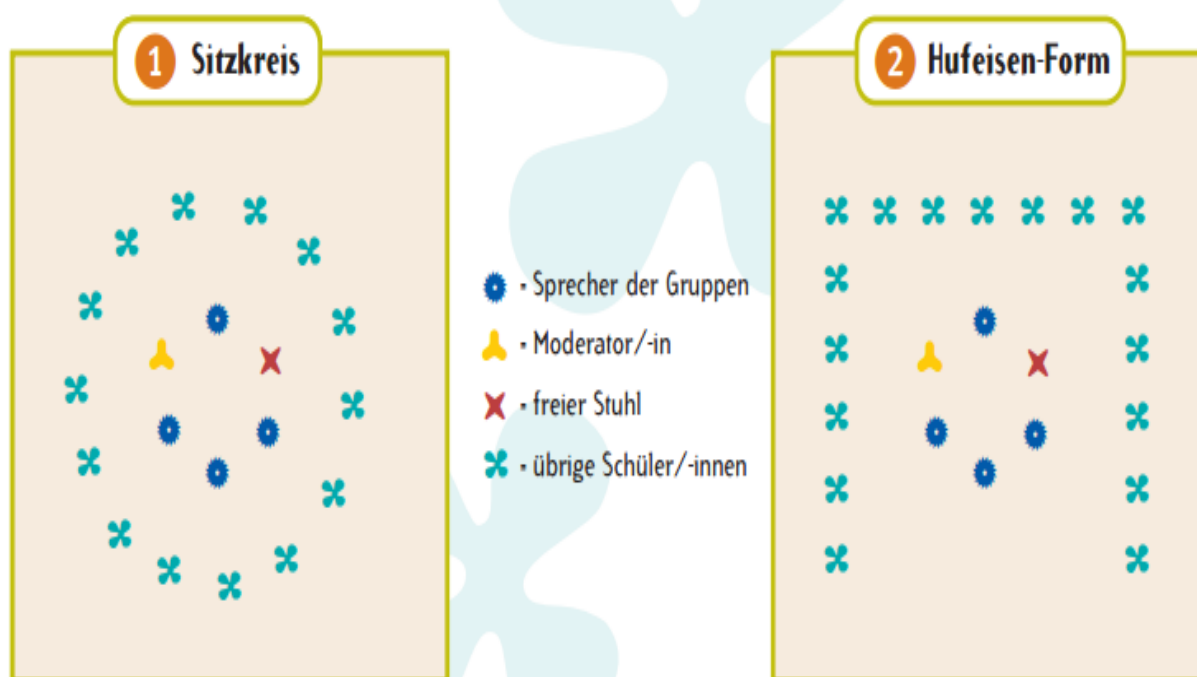 1 Sitzkreis
2 Hufeisen-Form
- Sprecher der Gruppen
- Moderator/-in
- freier Stuhl
- übrige Schüler/-innen